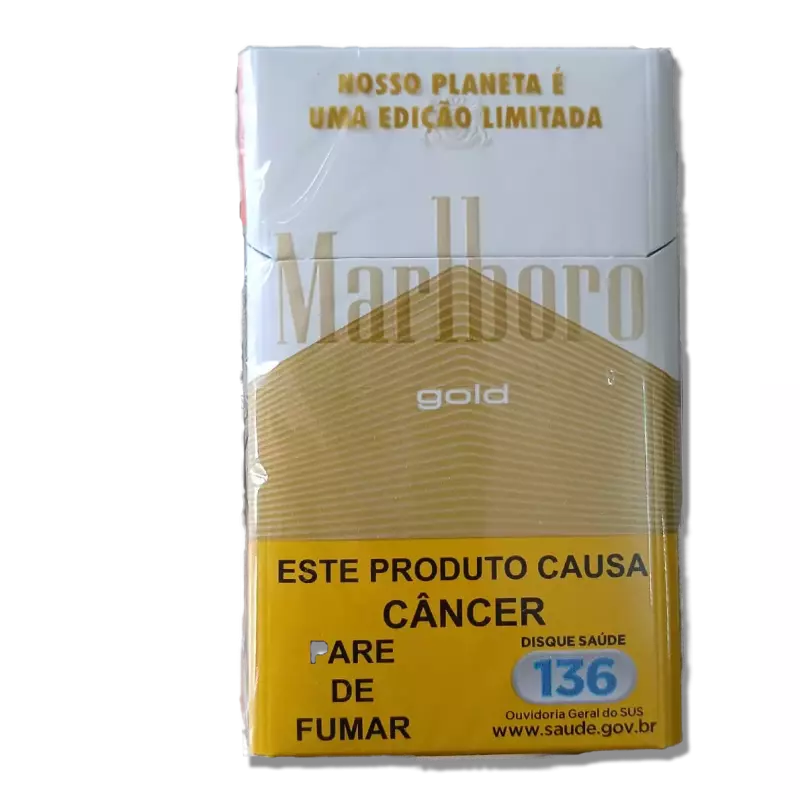 NOSSO PLANETA É
UMA EDIÇÃO LIMITADA
Marlboro
gold
ESTE PRODUTO CAUSA
CÂNCER
PARE
DE
FUMAR
DISQUE SAÚDE
136
Ouvidoria Geral do SUS
www.saude.gov.br